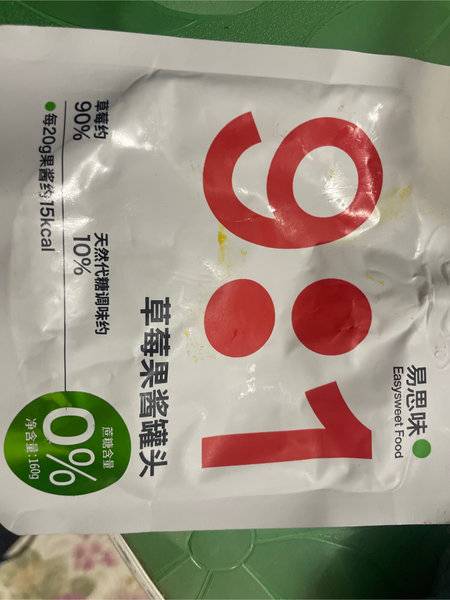 易思味
Easysweet Food
9:1
草莓果酱罐头
草莓约
90%
天然代糖调味约
10%
每20g果酱约15kcal
蔗糖含量
0%
净含量:160g